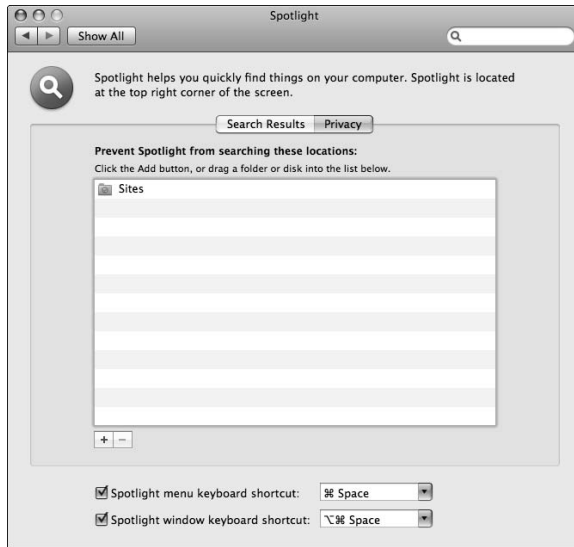 Spotlight
Show All
Spotlight helps you quickly find things on your computer. Spotlight is located
at the top right corner of the screen.
Search Results Privacy
Prevent Spotlight from searching these locations:
Click the Add button, or drag a folder or disk into the list below.
Sites
+ −
Spotlight menu keyboard shortcut: ⌘ Space
Spotlight window keyboard shortcut: ⌥⌘ Space